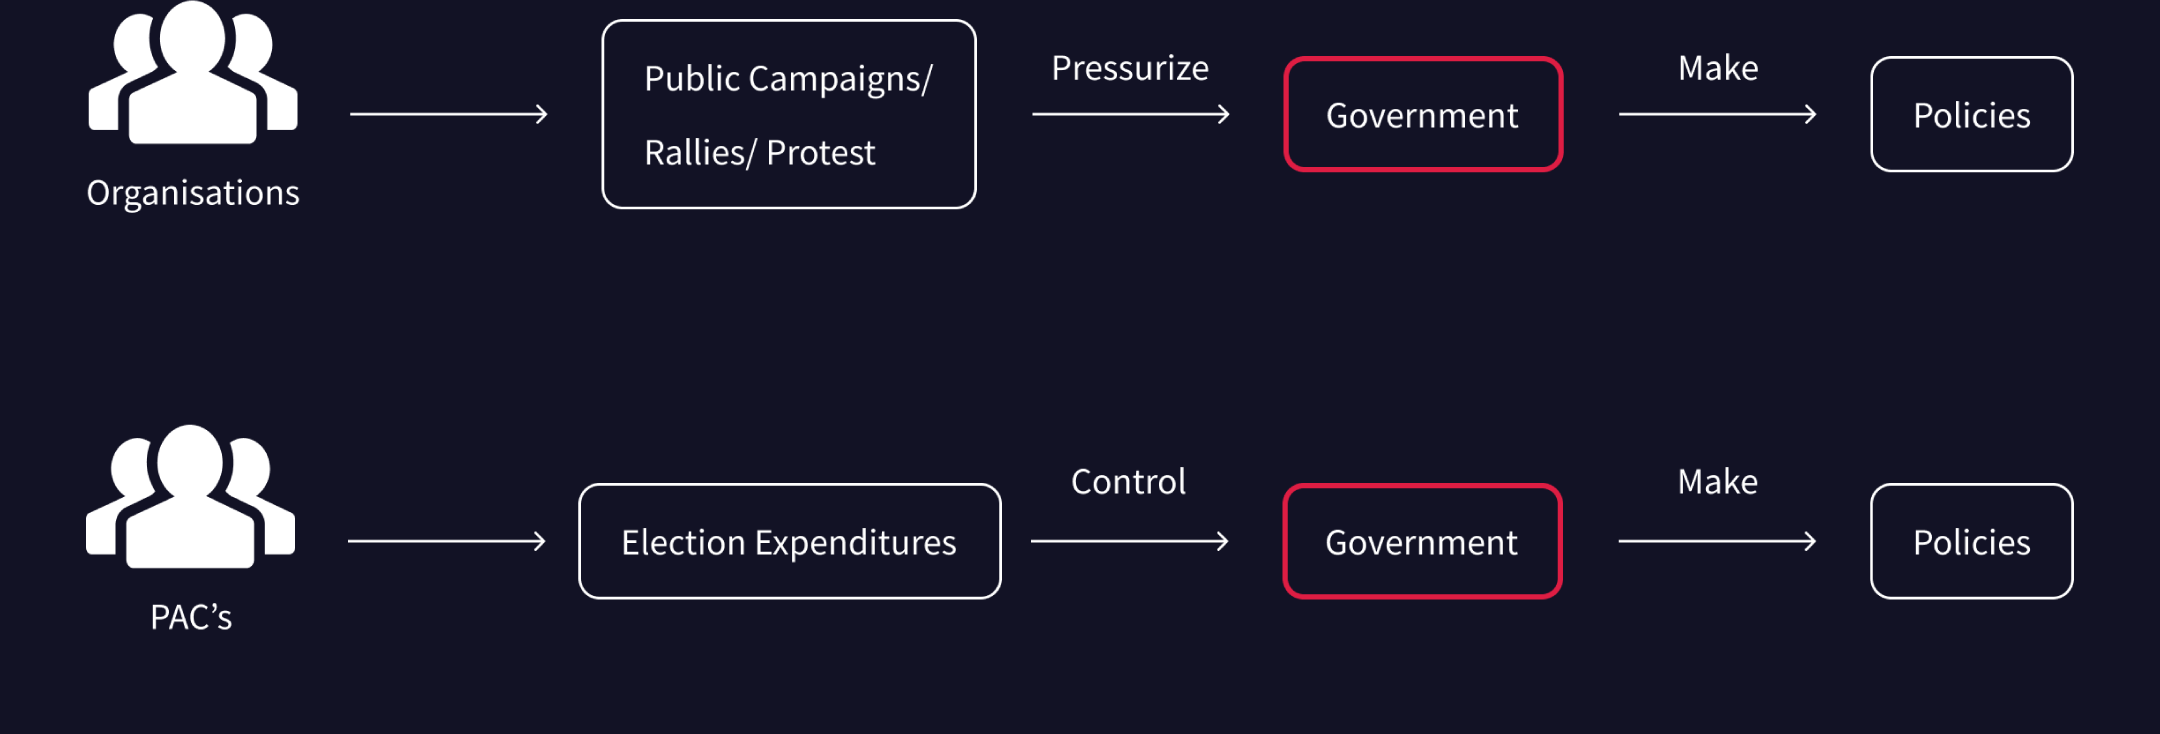 Organisations
Public Campaigns/
Rallies/ Protest
Pressurize
Government
Make
Policies
PAC’s
Election Expenditures
Control
Government
Make
Policies